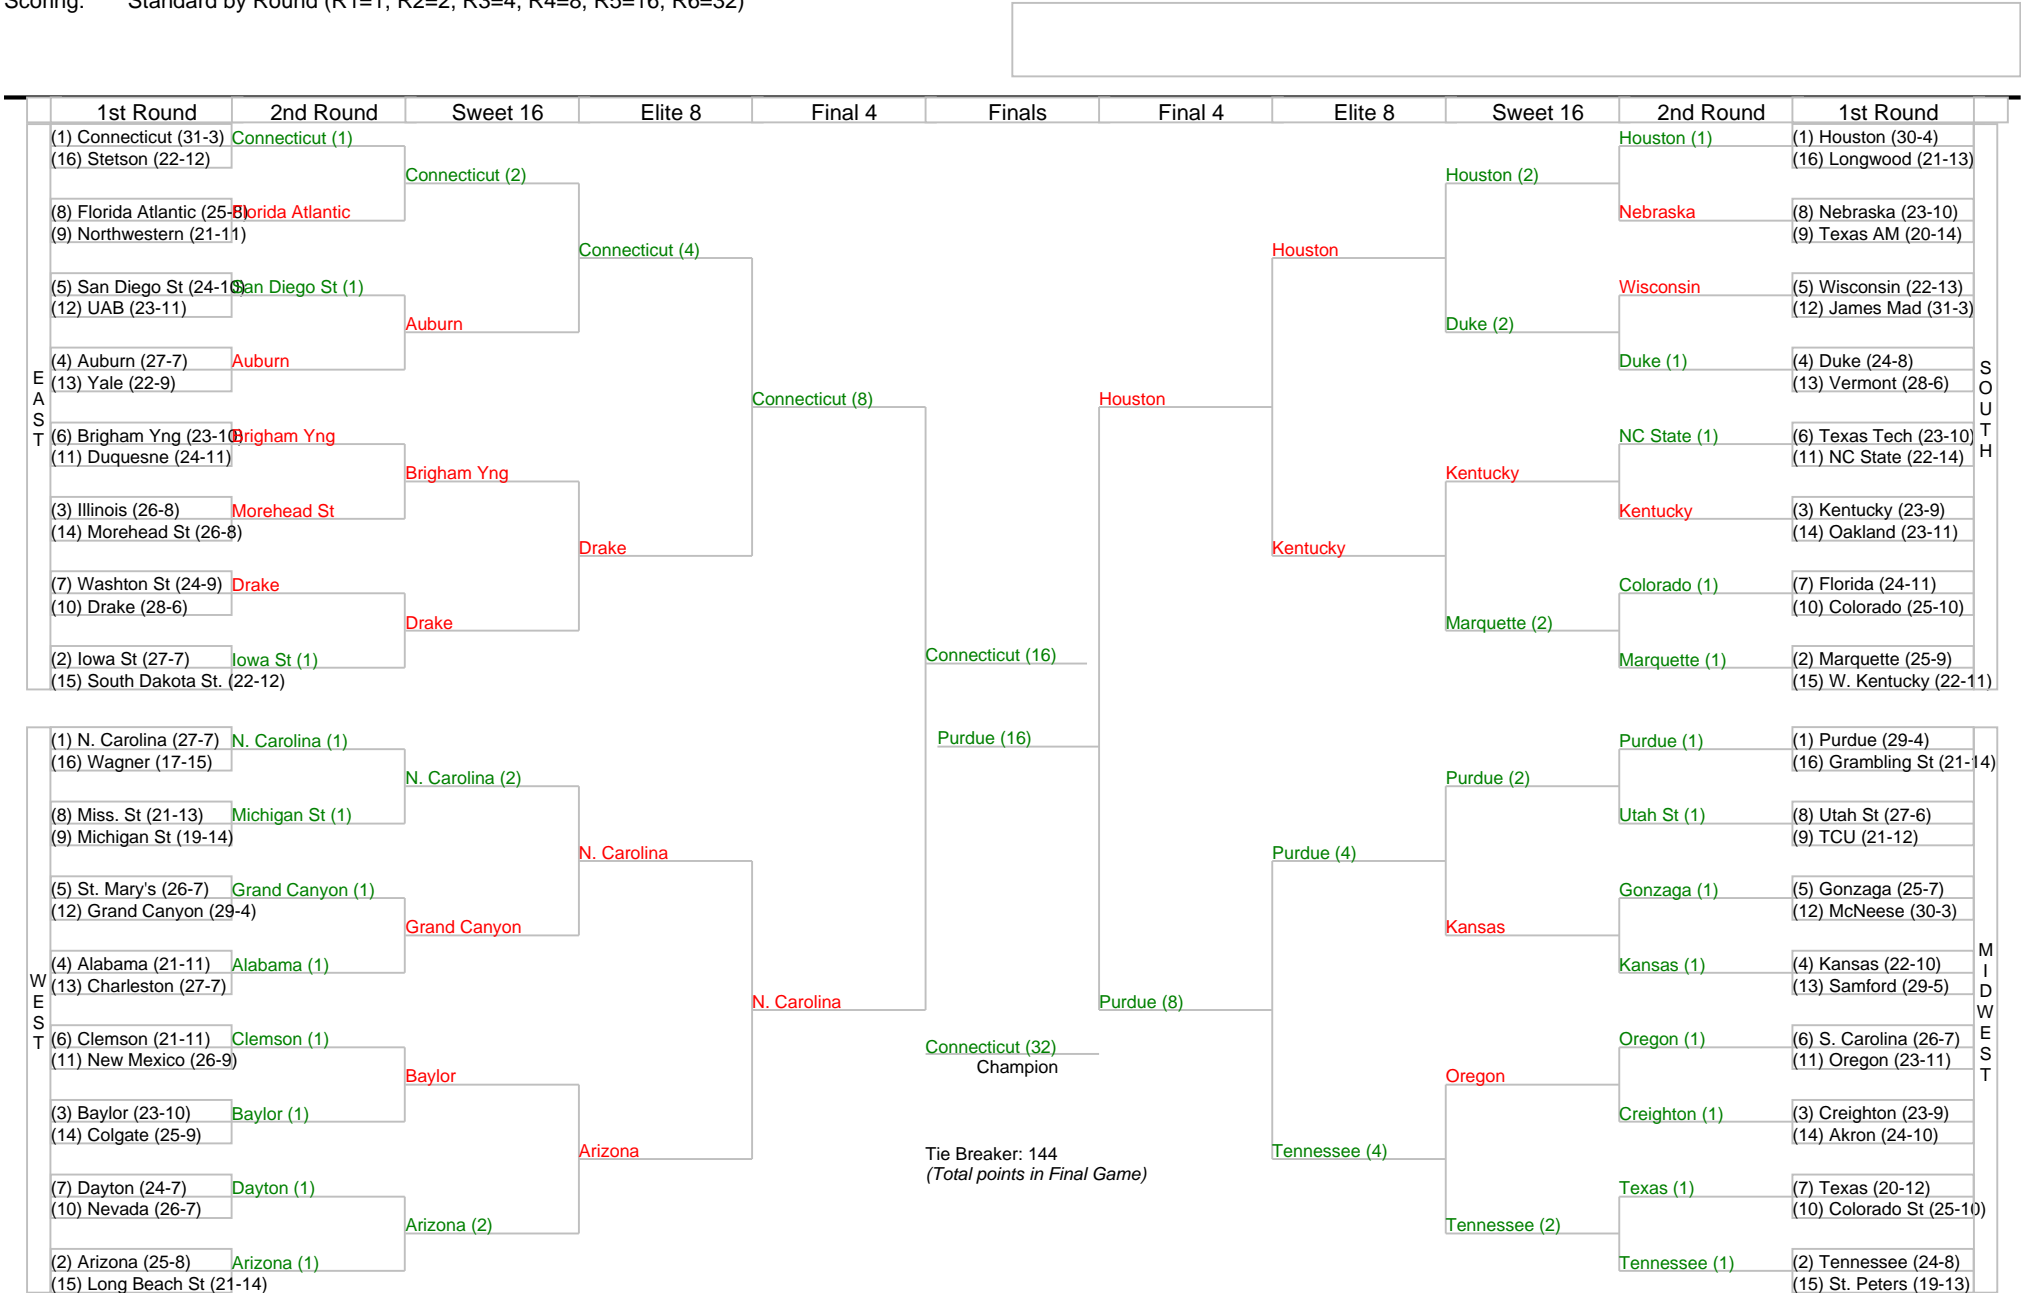 Scoring: Standard by Round (R1=1, R2=2, R3=4, R4=8, R5=16, R6=32)
1st Round 2nd Round Sweet 16 Elite 8 Final 4 Finals Final 4 Elite 8 Sweet 16 2nd Round 1st Round
EAST
(1) Connecticut (31-3)
(16) Stetson (22-12)
(8) Florida Atlantic (25-8)
(9) Northwestern (21-11)
(5) San Diego St (24-10)
(12) UAB (23-11)
(4) Auburn (27-7)
(13) Yale (22-9)
(6) Brigham Yng (23-10)
(11) Duquesne (24-11)
(3) Illinois (26-8)
(14) Morehead St (26-8)
(7) Washton St (24-9)
(10) Drake (28-6)
(2) Iowa St (27-7)
(15) South Dakota St. (22-12)
Connecticut (1)
Florida Atlantic
San Diego St (1)
Auburn
Brigham Yng
Morehead St
Drake
Iowa St (1)
Connecticut (2)
Auburn
Brigham Yng
Drake
Connecticut (4)
Drake
Connecticut (8)
WEST
(1) N. Carolina (27-7)
(16) Wagner (17-15)
(8) Miss. St (21-13)
(9) Michigan St (19-14)
(5) St. Mary's (26-7)
(12) Grand Canyon (29-4)
(4) Alabama (21-11)
(13) Charleston (27-7)
(6) Clemson (21-11)
(11) New Mexico (26-9)
(3) Baylor (23-10)
(14) Colgate (25-9)
(7) Dayton (24-7)
(10) Nevada (26-7)
(2) Arizona (25-8)
(15) Long Beach St (21-14)
N. Carolina (1)
Michigan St (1)
Grand Canyon (1)
Alabama (1)
Clemson (1)
Baylor (1)
Dayton (1)
Arizona (1)
N. Carolina (2)
Grand Canyon
Baylor
Arizona (2)
N. Carolina
Arizona
N. Carolina
Connecticut (16)
Purdue (16)
Connecticut (32)
Champion
Tie Breaker: 144
(Total points in Final Game)
Houston
Houston
Kentucky
Houston (2)
Duke (2)
Kentucky
Marquette (2)
Houston (1)
Nebraska
Wisconsin
Duke (1)
NC State (1)
Kentucky
Colorado (1)
Marquette (1)
(1) Houston (30-4)
(16) Longwood (21-13)
(8) Nebraska (23-10)
(9) Texas AM (20-14)
(5) Wisconsin (22-13)
(12) James Mad (31-3)
(4) Duke (24-8)
(13) Vermont (28-6)
(6) Texas Tech (23-10)
(11) NC State (22-14)
(3) Kentucky (23-9)
(14) Oakland (23-11)
(7) Florida (24-11)
(10) Colorado (25-10)
(2) Marquette (25-9)
(15) W. Kentucky (22-11)
SOUTH
Purdue (8)
Purdue (4)
Tennessee (4)
Purdue (2)
Kansas
Oregon
Tennessee (2)
Purdue (1)
Utah St (1)
Gonzaga (1)
Kansas (1)
Oregon (1)
Creighton (1)
Texas (1)
Tennessee (1)
(1) Purdue (29-4)
(16) Grambling St (21-14)
(8) Utah St (27-6)
(9) TCU (21-12)
(5) Gonzaga (25-7)
(12) McNeese (30-3)
(4) Kansas (22-10)
(13) Samford (29-5)
(6) S. Carolina (26-7)
(11) Oregon (23-11)
(3) Creighton (23-9)
(14) Akron (24-10)
(7) Texas (20-12)
(10) Colorado St (25-10)
(2) Tennessee (24-8)
(15) St. Peters (19-13)
MIDWEST